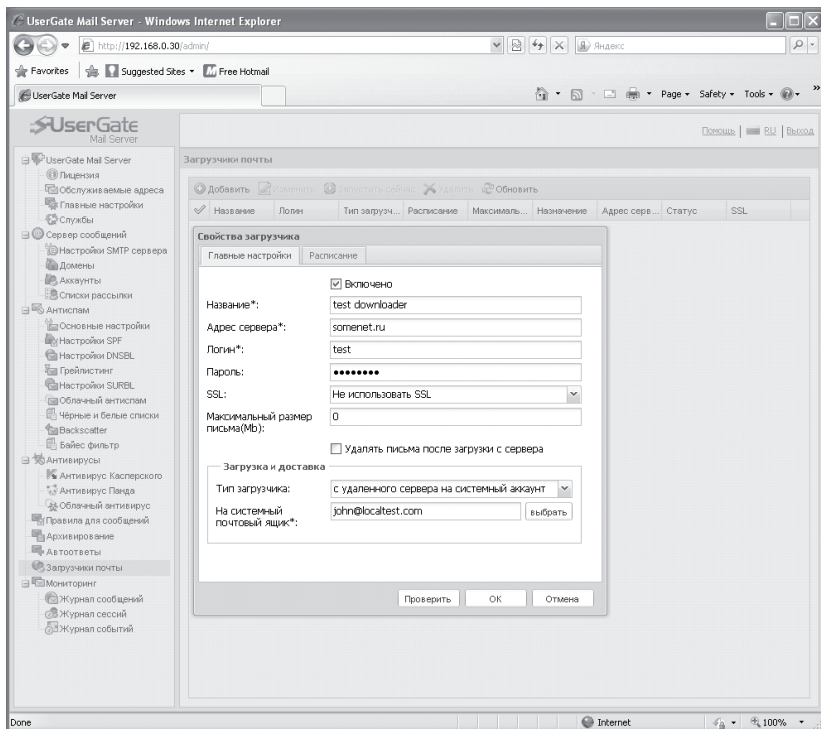 UserGate Mail Server - Windows Internet Explorer
http://192.168.0.30/admin/
Яндекс
Favorites Suggested Sites Free Hotmail
UserGate Mail Server
Page Safety Tools »
UserGate
Mail Server
Помощь RU Выход
UserGate Mail Server
Лицензия
Обслуживаемые адреса
Главные настройки
Службы
Сервер сообщений
Настройки SMTP сервера
Домены
Аккаунты
Списки рассылки
Антиспам
Основные настройки
Настройки SPF
Настройки DNSBL
Грейлистинг
Настройки SURBL
Облачный антиспам
Чёрные и белые списки
Backscatter
Байес фильтр
Антивирусы
Антивирус Касперского
Антивирус Панда
Облачный антивирус
Правила для сообщений
Архивирование
Автоответы
Загрузчики почты
Мониторинг
Журнал сообщений
Журнал сессий
Журнал событий
Загрузчики почты
Добавить Изменить Запустить сейчас Удалить Обновить
Название Логин Тип загрузч... Расписание Максималь... Назначение Адрес серв... Статус SSL
Свойства загрузчика
Главные настройки Расписание
Включено
Название*: test downloader
Адрес сервера*: somenet.ru
Логин*: test
Пароль: ••••••••
SSL: Не использовать SSL
Максимальный размер 0
письма(Mb):
Удалять письма после загрузки с сервера
Загрузка и доставка
Тип загрузчика: с удаленного сервера на системный аккаунт
На системный john@localtest.com выбрать
почтовый ящик*:
Проверить ОК Отмена
Done Internet 100%